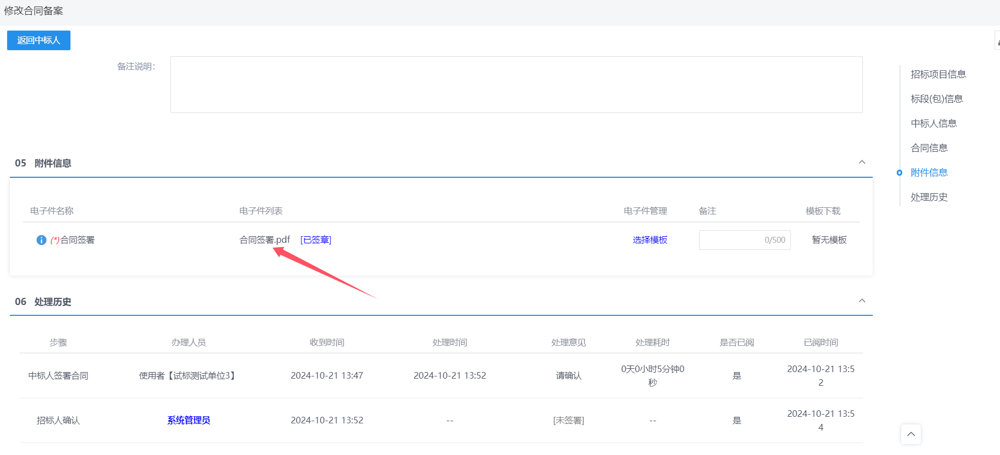 修改合同备案
返回中标人
备注说明：
招标项目信息
标段(包)信息
中标人信息
合同信息
附件信息
处理历史
05 附件信息
电子件名称 电子件列表 电子件管理 备注 模板下载
(*)合同签署 合同签署.pdf [已签章] 选择模板 0/500 暂无模板
06 处理历史
步骤 办理人员 收到时间 处理时间 处理意见 处理耗时 是否已阅 已阅时间
中标人签署合同 使用者【试标测试单位3】 2024-10-21 13:47 2024-10-21 13:52 请确认 0天0小时5分钟0秒 是 2024-10-21 13:52
招标人确认 系统管理员 2024-10-21 13:52 -- [未签署] -- 是 2024-10-21 13:54